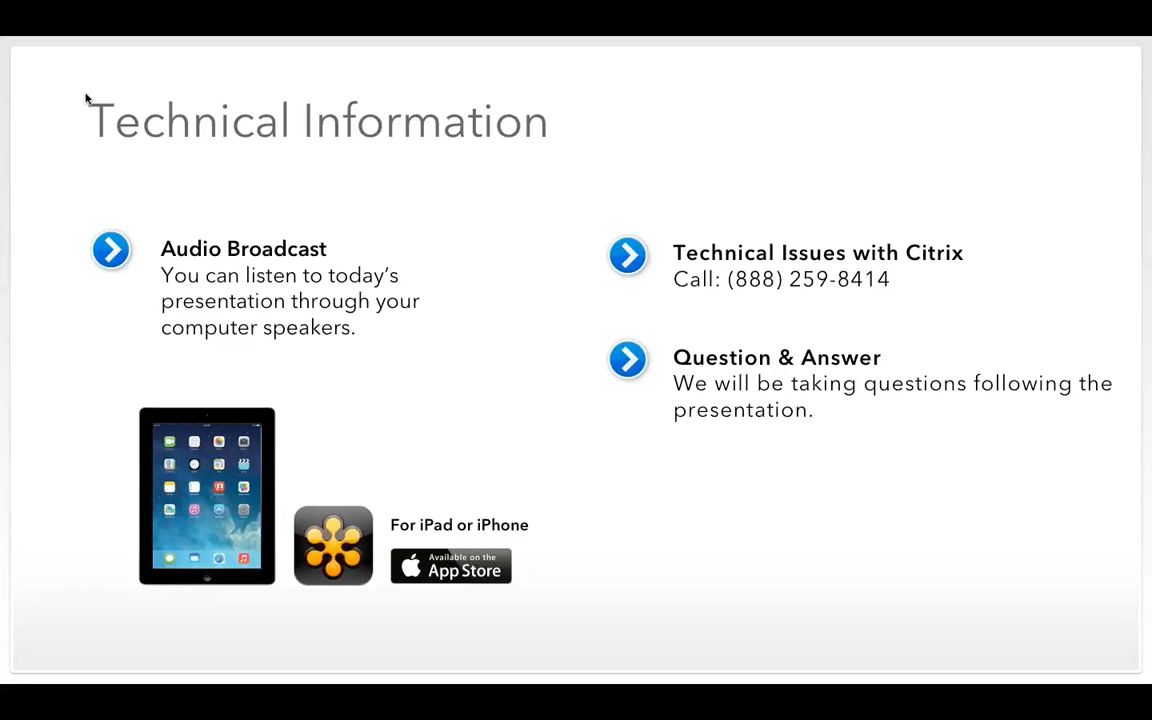 Technical Information
Audio Broadcast
You can listen to today’s
presentation through your
computer speakers.
Technical Issues with Citrix
Call: (888) 259-8414
Question & Answer
We will be taking questions following the
presentation.
For iPad or iPhone
Available on the
App Store